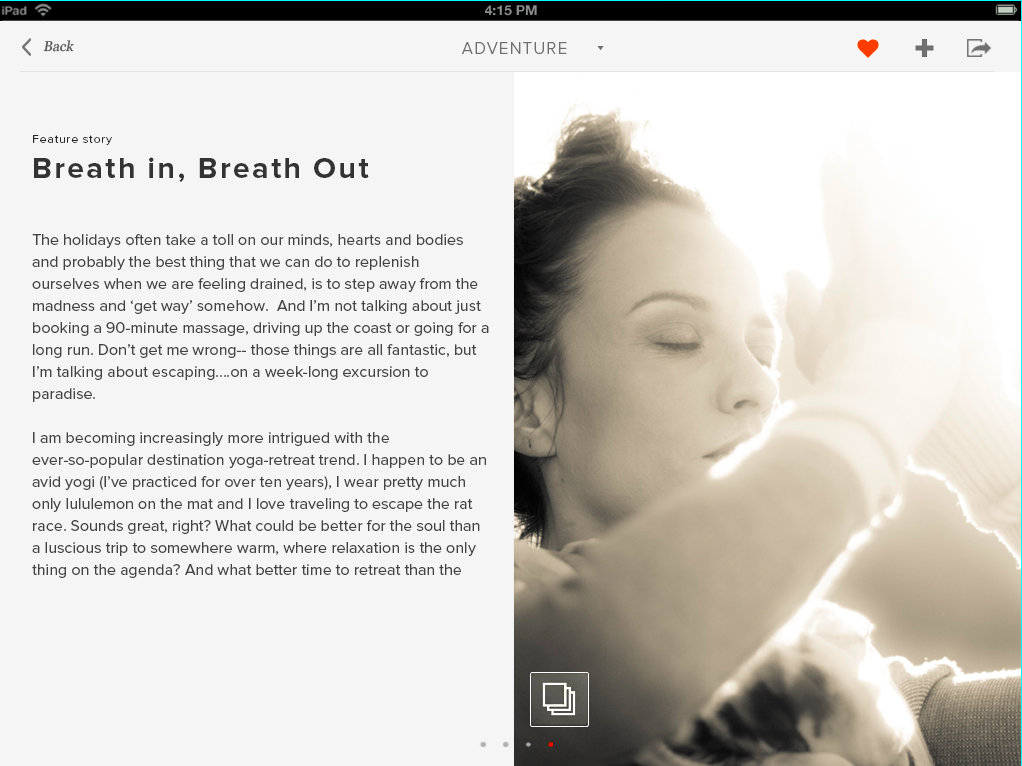 iPad
4:15 PM
Back
ADVENTURE
Feature story
Breath in, Breath Out
The holidays often take a toll on our minds, hearts and bodies
and probably the best thing that we can do to replenish
ourselves when we are feeling drained, is to step away from the
madness and ‘get way’ somehow.  And I’m not talking about just
booking a 90-minute massage, driving up the coast or going for a
long run. Don’t get me wrong-- those things are all fantastic, but
I’m talking about escaping....on a week-long excursion to
paradise.
I am becoming increasingly more intrigued with the
ever-so-popular destination yoga-retreat trend. I happen to be an
avid yogi (I’ve practiced for over ten years), I wear pretty much
only lululemon on the mat and I love traveling to escape the rat
race. Sounds great, right? What could be better for the soul than
a luscious trip to somewhere warm, where relaxation is the only
thing on the agenda? And what better time to retreat than the